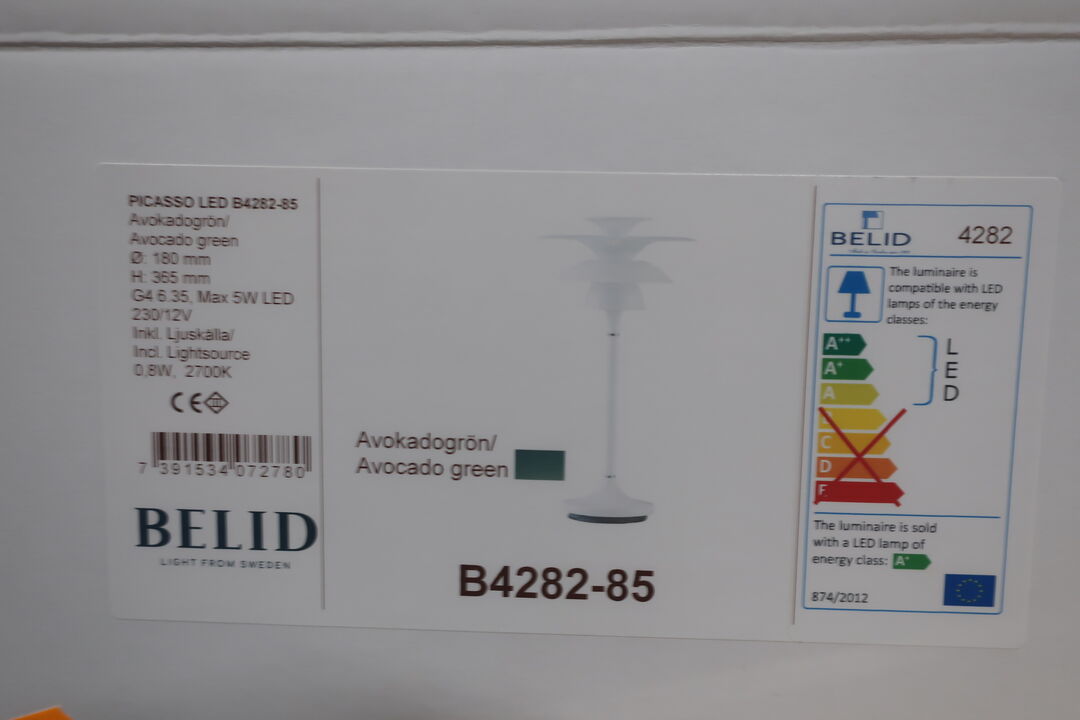 PICASSO LED B4282-85
Avokadogrön/
Avocado green
Ø: 180 mm
H: 365 mm
G4 6.35, Max 5W LED
230/12V
Inkl. Ljuskälla/
Incl. Lightsource
0,8W, 2700K
CE
7 391534 072780
BELID
LIGHT FROM SWEDEN
Avokadogrön/
Avocado green
B4282-85
BELID 4282
The luminaire is
compatible with LED
lamps of the energy
classes:
A++
A+
A
C
D
E
LED
The luminaire is sold
with a LED lamp of
energy class: A+
874/2012